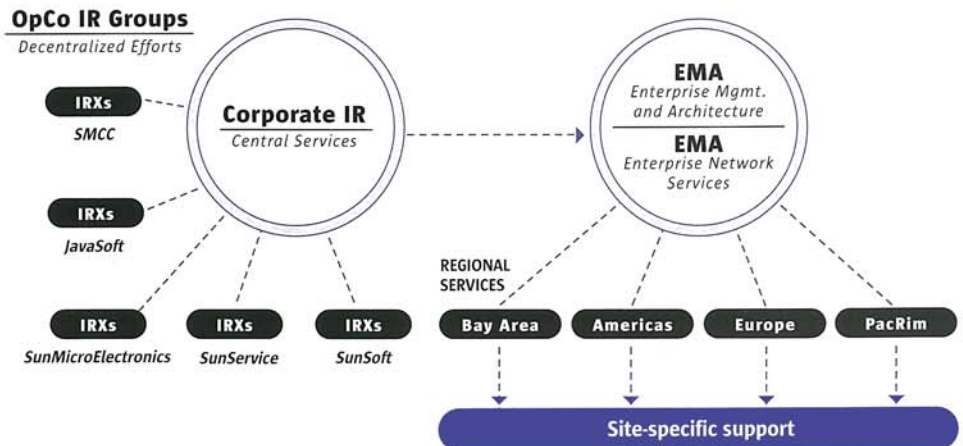 OpCo IR Groups
Decentralized Efforts
IRXs
SMCC
IRXs
JavaSoft
IRXs
SunMicroElectronics
IRXs
SunService
IRXs
SunSoft
Corporate IR
Central Services
EMA
Enterprise Mgmt.
and Architecture
EMA
Enterprise Network
Services
REGIONAL
SERVICES
Bay Area
Americas
Europe
PacRim
Site-specific support